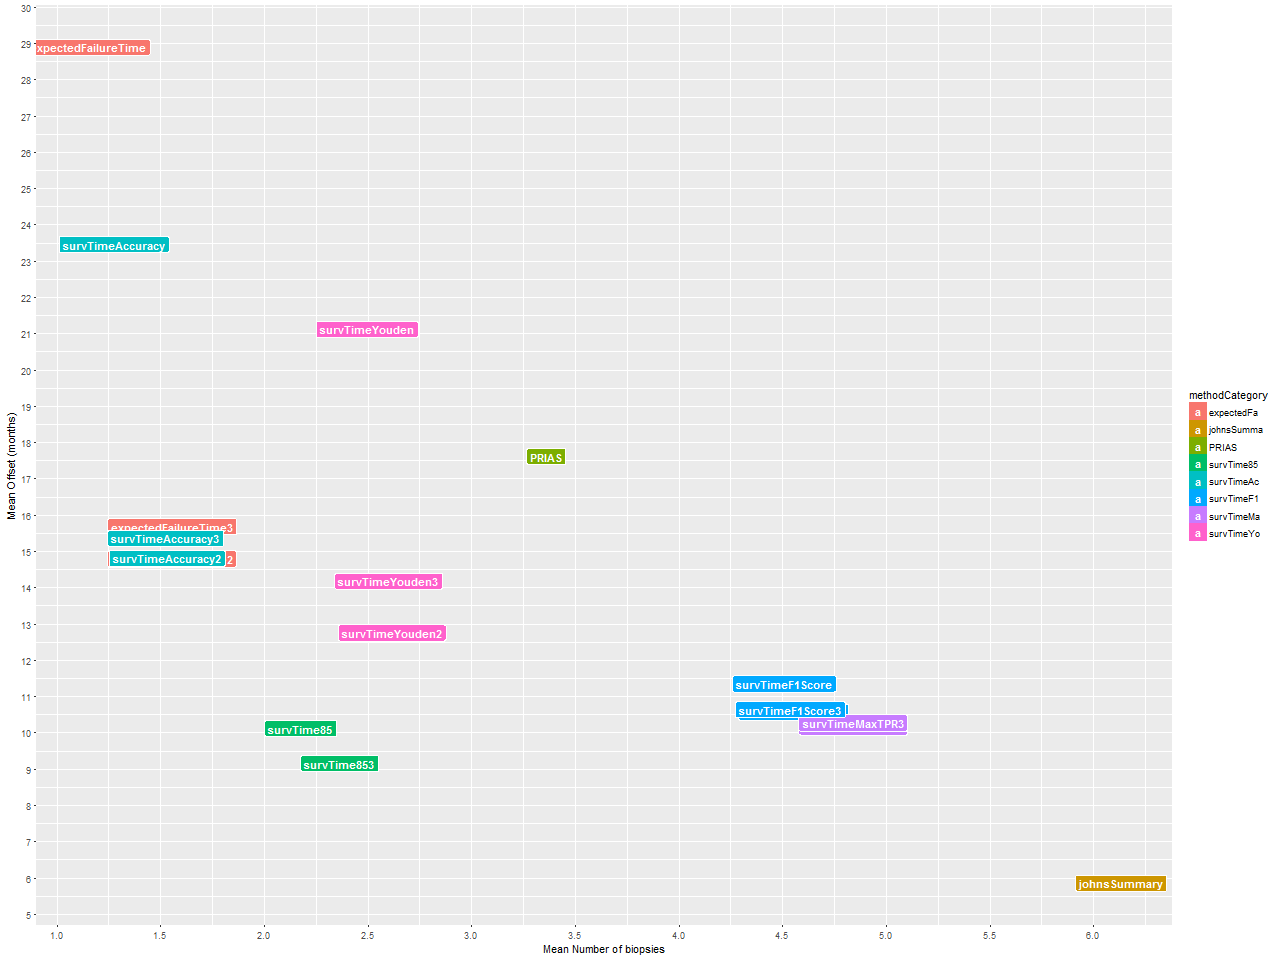 30
29
28
27
26
25
24
23
22
21
20
19
18
17
16
15
14
13
12
11
10
9
8
7
6
5
Mean Offset (months)
xpectedFailureTime
survTimeAccuracy
survTimeYouden
PRIAS
expectedFailureTime3
survTimeAccuracy3
survTimeAccuracy2
2
survTimeYouden3
survTimeYouden2
survTimeF1Score
survTimeF1Score3
survTimeMaxTPR3
survTime85
survTime853
johnsSummary
1.0 1.5 2.0 2.5 3.0 3.5 4.0 4.5 5.0 5.5 6.0
Mean Number of biopsies
methodCategory
a expectedFa
a johnsSumma
a PRIAS
a survTime85
a survTimeAc
a survTimeF1
a survTimeMa
a survTimeYo